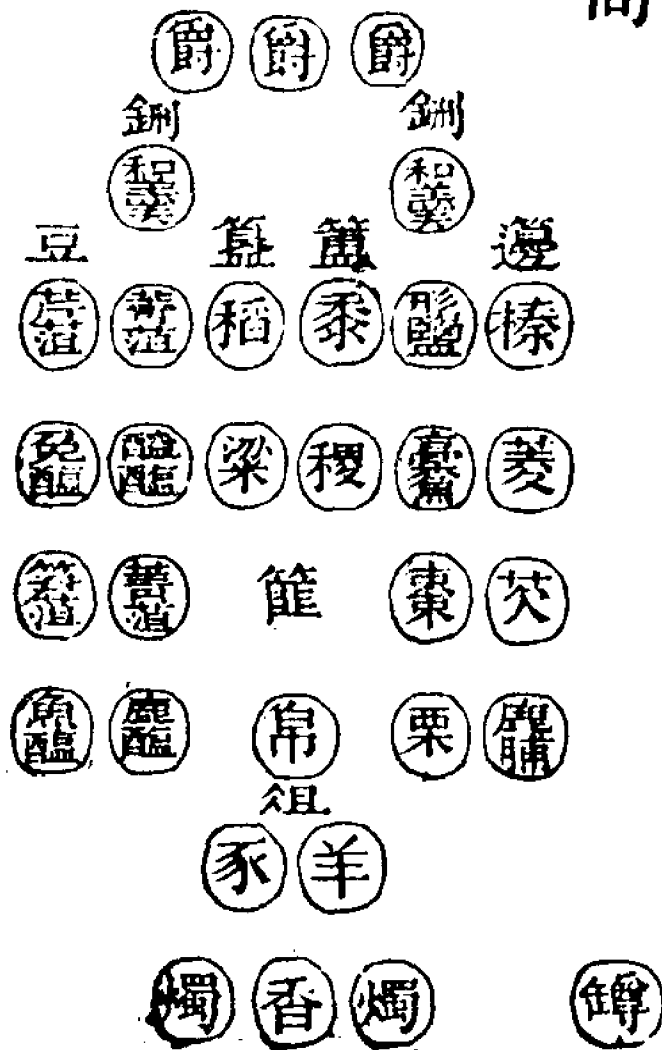 爵 爵 爵
鉶 鉶
和羹 和羹
豆 簋 簠 籩
芹菹 菁菹 稻 黍 形鹽 榛
兔醢 醓醢 粱 稷 藁魚 菱
筍菹 韭菹 篚 棗 芡
魚醢 鹿醢 帛 栗 鹿脯
俎
豕 羊
燭 香 燭 罇